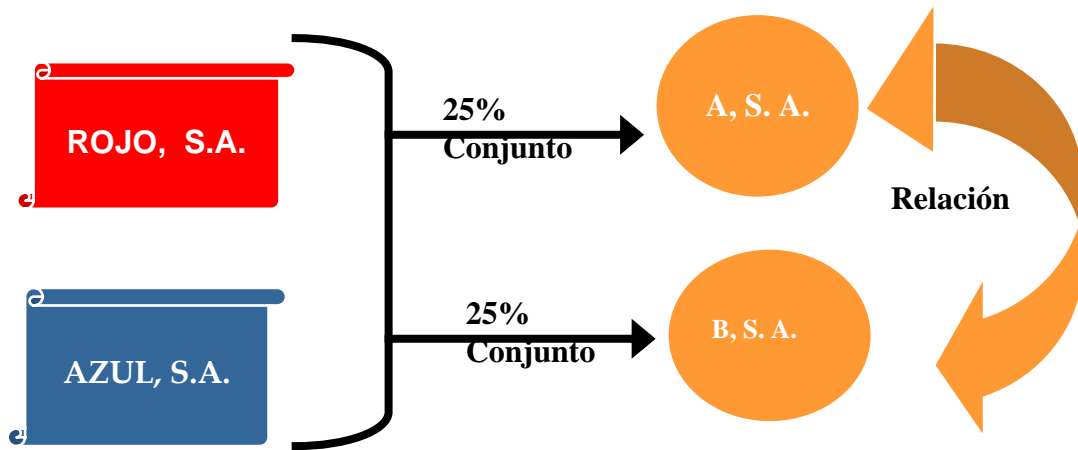 ROJO, S.A.
25%
Conjunto
A, S. A.
Relación
AZUL, S.A.
25%
Conjunto
B, S. A.